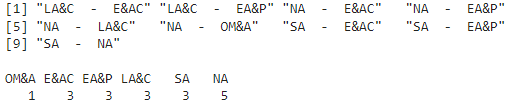 [1] "LA&C  -  E&AC" "LA&C  -  EA&P" "NA  -  E&AC"   "NA  -  EA&P"
[5] "NA  -  LA&C"   "NA  -  OM&A"   "SA  -  E&AC"   "SA  -  EA&P"
[9] "SA  -  NA"
OM&A E&AC EA&P LA&C   SA   NA
1    3    3    3    3    5